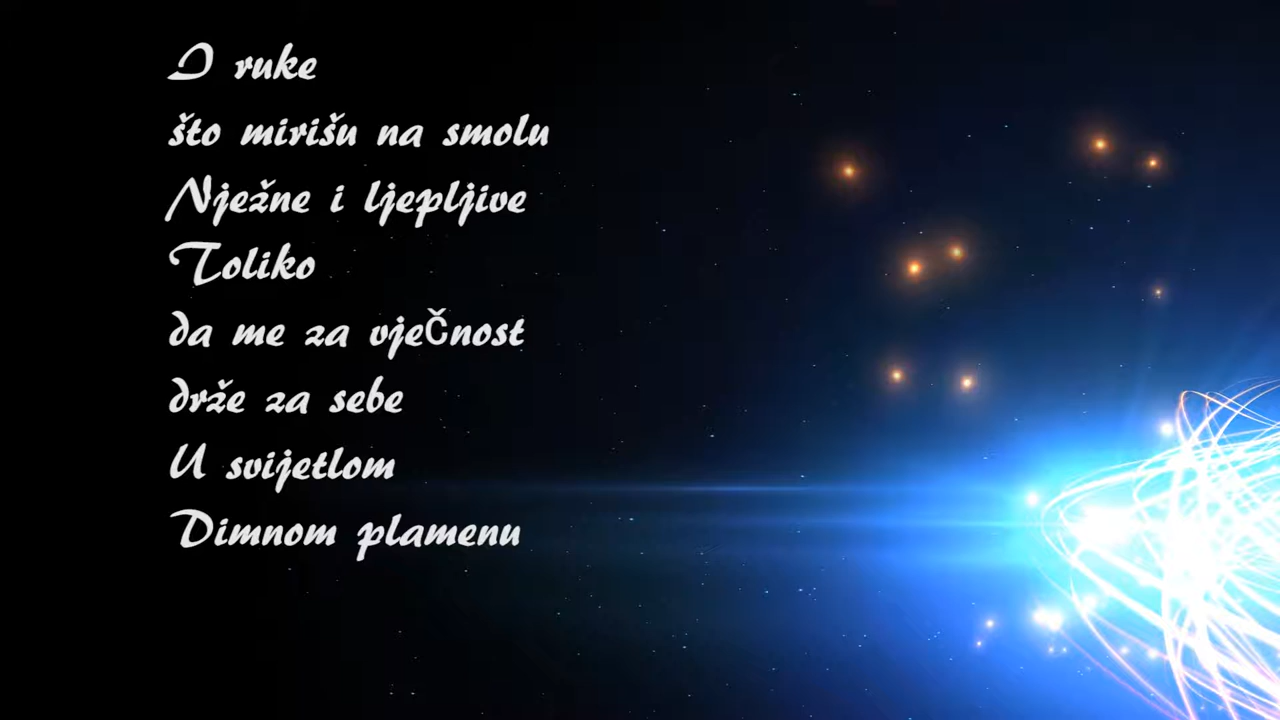 I ruke
što mirišu na smolu
Nježne i ljepljive
Toliko
da me za vječnost
drže za sebe
U svijetlom
Dimnom plamenu